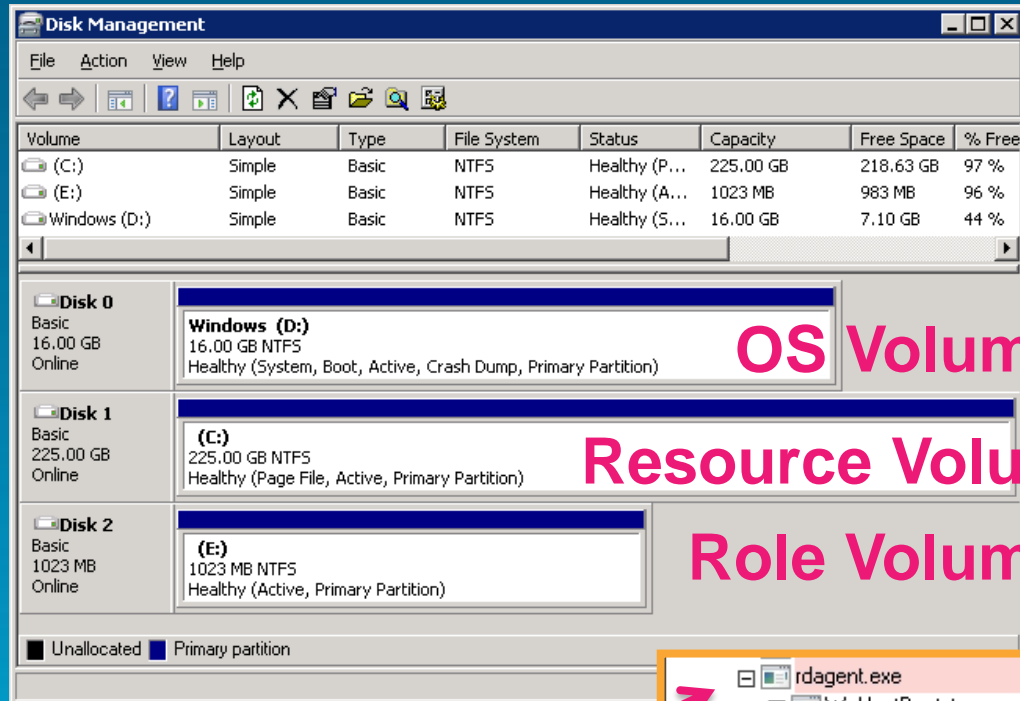 Disk Management
File Action View Help
Volume Layout Type File System Status Capacity Free Space % Free
(C:) Simple Basic NTFS Healthy (P... 225.00 GB 218.63 GB 97 %
(E:) Simple Basic NTFS Healthy (A... 1023 MB 983 MB 96 %
Windows (D:) Simple Basic NTFS Healthy (S... 16.00 GB 7.10 GB 44 %
Disk 0
Basic
16.00 GB
Online
Windows (D:)
16.00 GB NTFS
Healthy (System, Boot, Active, Crash Dump, Primary Partition)
OS Volum
Disk 1
Basic
225.00 GB
Online
(C:)
225.00 GB NTFS
Healthy (Page File, Active, Primary Partition)
Resource Volu
Disk 2
Basic
1023 MB
Online
(E:)
1023 MB NTFS
Healthy (Active, Primary Partition)
Role Volum
Unallocated Primary partition
rdagent.exe